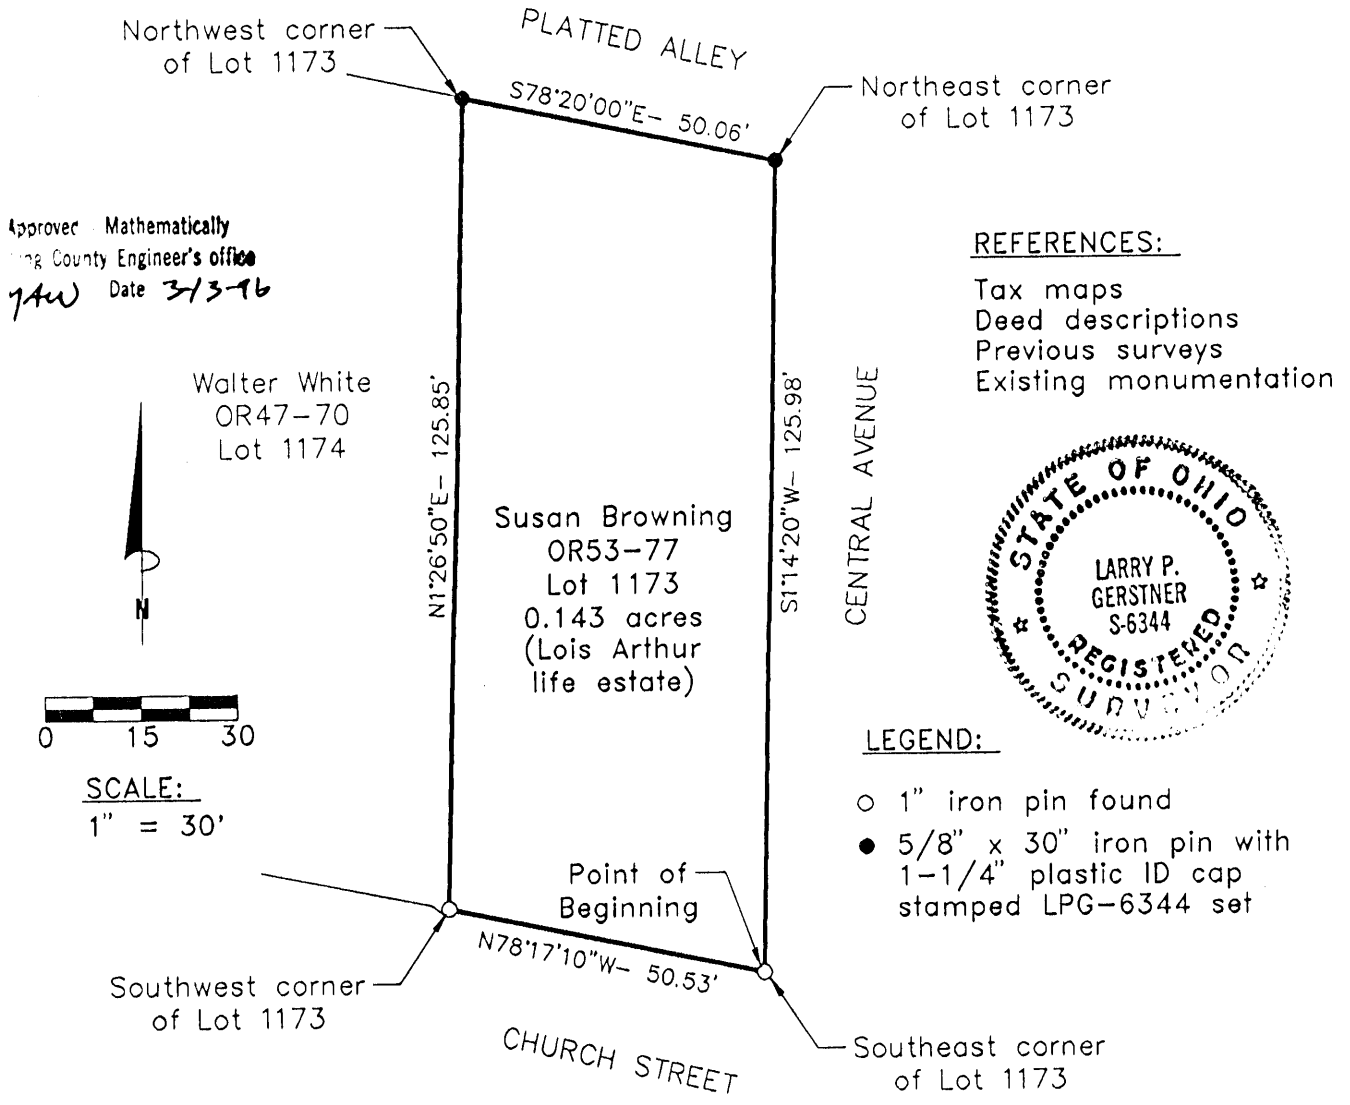 PLATTED ALLEY
Northwest corner
of Lot 1173
S78°20'00"E- 50.06'
Northeast corner
of Lot 1173
Approved Mathematically
County Engineer's office
Date 3/3-96
REFERENCES:
Tax maps
Deed descriptions
Previous surveys
Existing monumentation
Walter White
OR47-70
Lot 1174
N1°26'50"E- 125.85'
S1°14'20"W- 125.98'
CENTRAL AVENUE
STATE OF OHIO
LARRY P.
GERSTNER
S-6344
REGISTERED
SURVEYOR
Susan Browning
OR53-77
Lot 1173
0.143 acres
(Lois Arthur
life estate)
N
0 15 30
SCALE:
1" = 30'
LEGEND:
1" iron pin found
5/8" x 30" iron pin with
1-1/4" plastic ID cap
stamped LPG-6344 set
Point of
Beginning
N78°17'10"W- 50.53'
Southwest corner
of Lot 1173
CHURCH STREET
Southeast corner
of Lot 1173